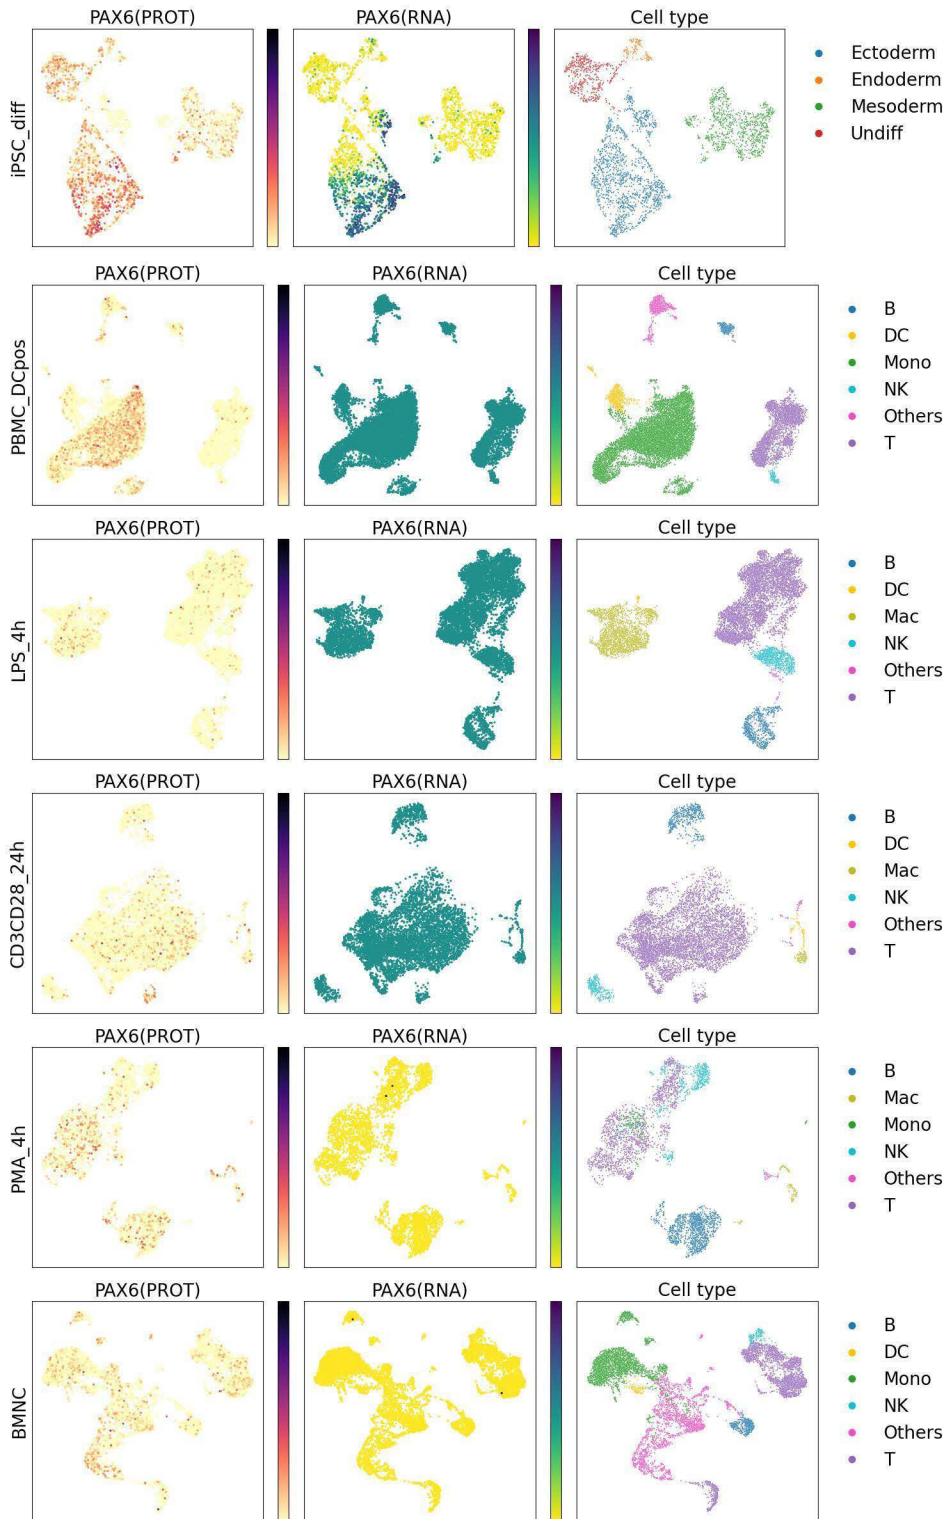 PAX6(PROT) PAX6(RNA) Cell type
iPSC_diff
Ectoderm
Endoderm
Mesoderm
Undiff
PAX6(PROT) PAX6(RNA) Cell type
PBMC_DCpos
B
DC
Mono
NK
Others
T
PAX6(PROT) PAX6(RNA) Cell type
LPS_4h
B
DC
Mac
NK
Others
T
PAX6(PROT) PAX6(RNA) Cell type
CD3CD28_24h
B
DC
Mac
NK
Others
T
PAX6(PROT) PAX6(RNA) Cell type
PMA_4h
B
Mac
Mono
NK
Others
T
PAX6(PROT) PAX6(RNA) Cell type
BMNC
B
DC
Mono
NK
Others
T